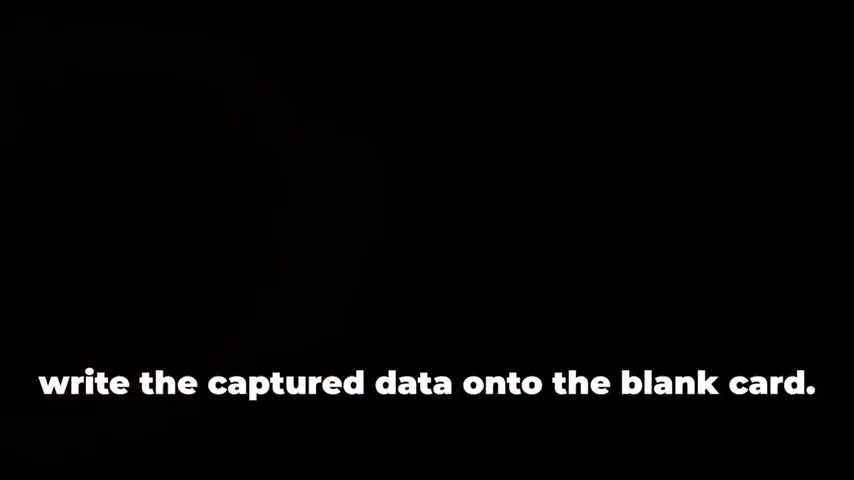 write the captured data onto the blank card.